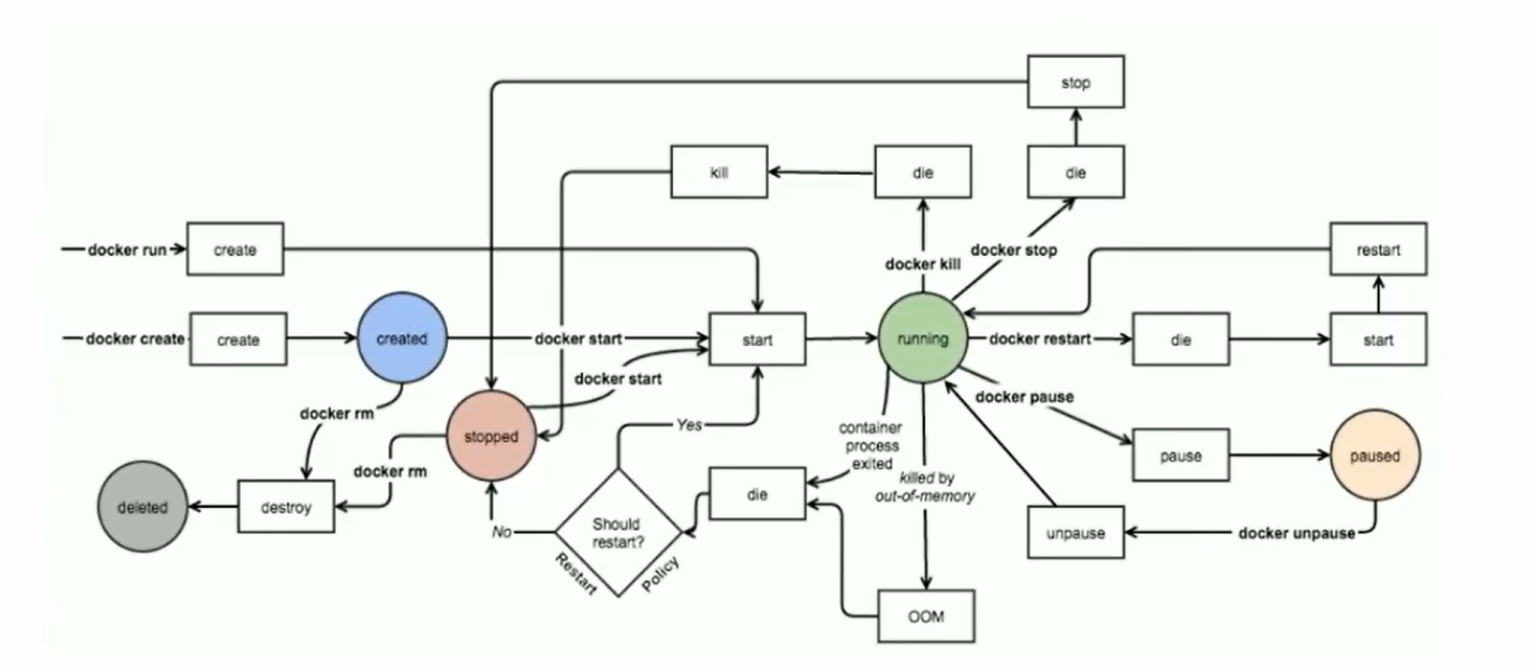 stop
kill
die
die
docker run
create
docker kill
docker stop
restart
docker create
create
created
docker start
start
running
docker restart
die
start
docker start
docker rm
docker pause
stopped
Yes
container
process
exited
docker rm
pause
paused
deleted
destroy
die
killed by
out-of-memory
Should
restart?
No
Restart
Policy
unpause
docker unpause
OOM